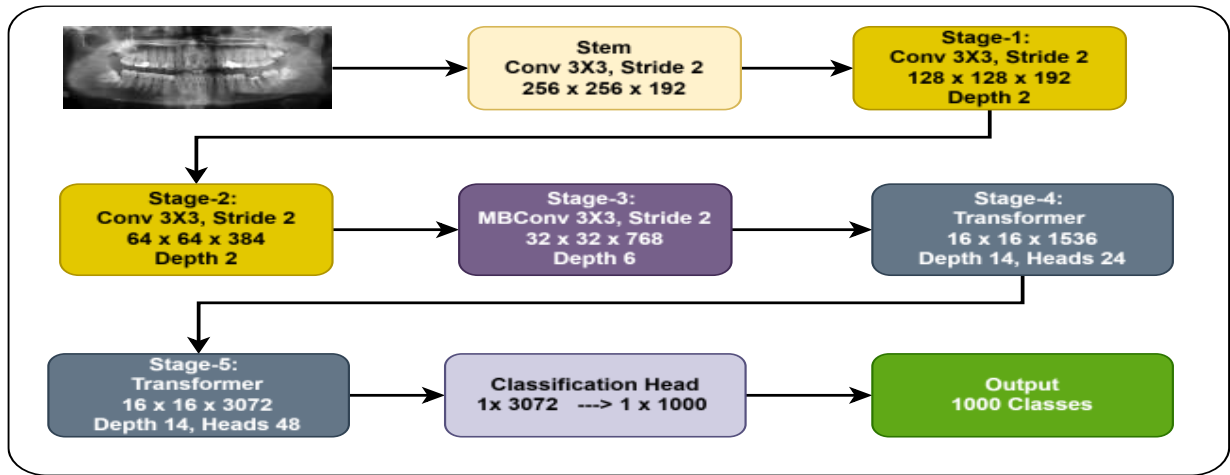 Stem
Conv 3X3, Stride 2
256 x 256 x 192
Stage-1:
Conv 3X3, Stride 2
128 x 128 x 192
Depth 2
Stage-2:
Conv 3X3, Stride 2
64 x 64 x 384
Depth 2
Stage-3:
MBConv 3X3, Stride 2
32 x 32 x 768
Depth 6
Stage-4:
Transformer
16 x 16 x 1536
Depth 14, Heads 24
Stage-5:
Transformer
16 x 16 x 3072
Depth 14, Heads 48
Classification Head
1x 3072 ---> 1 x 1000
Output
1000 Classes